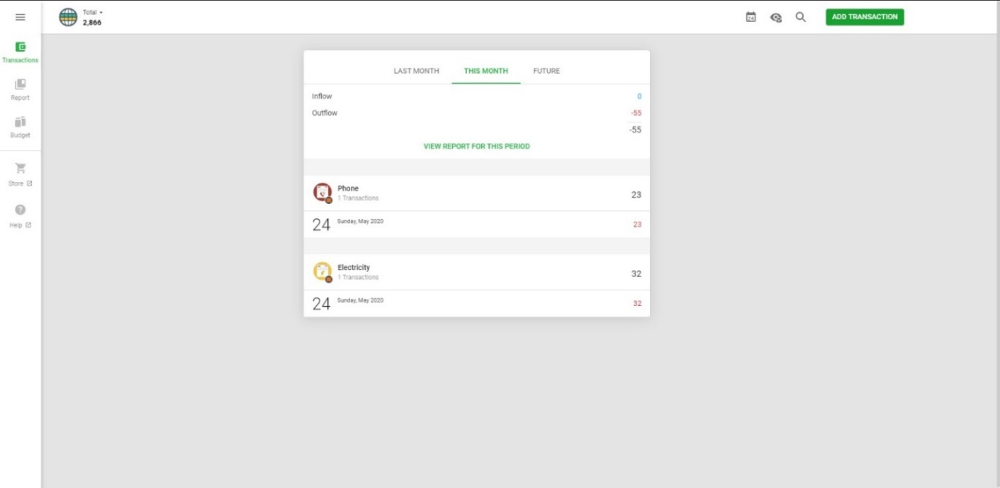 Total
2,866
24
ADD TRANSACTION
Transactions
Report
Budget
Store
Help
LAST MONTH THIS MONTH FUTURE
Inflow 0
Outflow -55
-55
VIEW REPORT FOR THIS PERIOD
Phone
1 Transactions
23
24 Sunday, May 2020 23
Electricity
1 Transactions
32
24 Sunday, May 2020 32